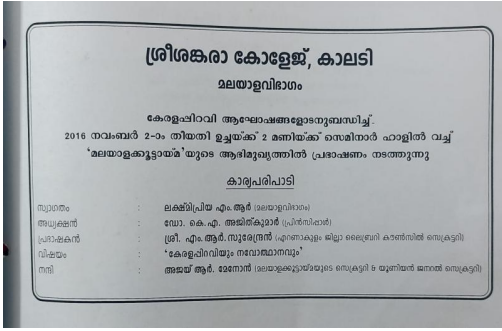 ശ്രീശങ്കരാ കോളേജ്, കാലടി
മലയാളവിഭാഗം
കേരളപ്പിറവി ആഘോഷങ്ങളോടനുബന്ധിച്ച്.
2016 നവംബർ 2-ാം തിയതി ഉച്ചയ്ക്ക് 2 മണിയ്ക്ക് സെമിനാർ ഹാളിൽ വച്ച്
'മലയാളക്കൂട്ടായ്മ'യുടെ ആഭിമുഖ്യത്തിൽ പ്രഭാഷണം നടത്തുന്നു
കാര്യപരിപാടി
സ്വാഗതം : ലക്ഷ്മിപ്രിയ എം.ആർ (മലയാളവിഭാഗം)
അധ്യക്ഷൻ : ഡോ. കെ.എ. അജിത്കുമാർ (പ്രിൻസിപ്പാൾ)
പ്രഭാഷകൻ : ശ്രീ. എം.ആർ.സുരേന്ദ്രൻ (എറണാകുളം ജില്ലാ ലൈബ്രറി കൗൺസിൽ സെക്രട്ടറി)
വിഷയം : 'കേരളപ്പിറവിയും നവോത്ഥാനവും'
നന്ദി : അജയ് ആർ. മേനോൻ (മലയാളക്കൂട്ടായ്മയുടെ സെക്രട്ടറി & യൂണിയൻ ജനറൽ സെക്രട്ടറി)